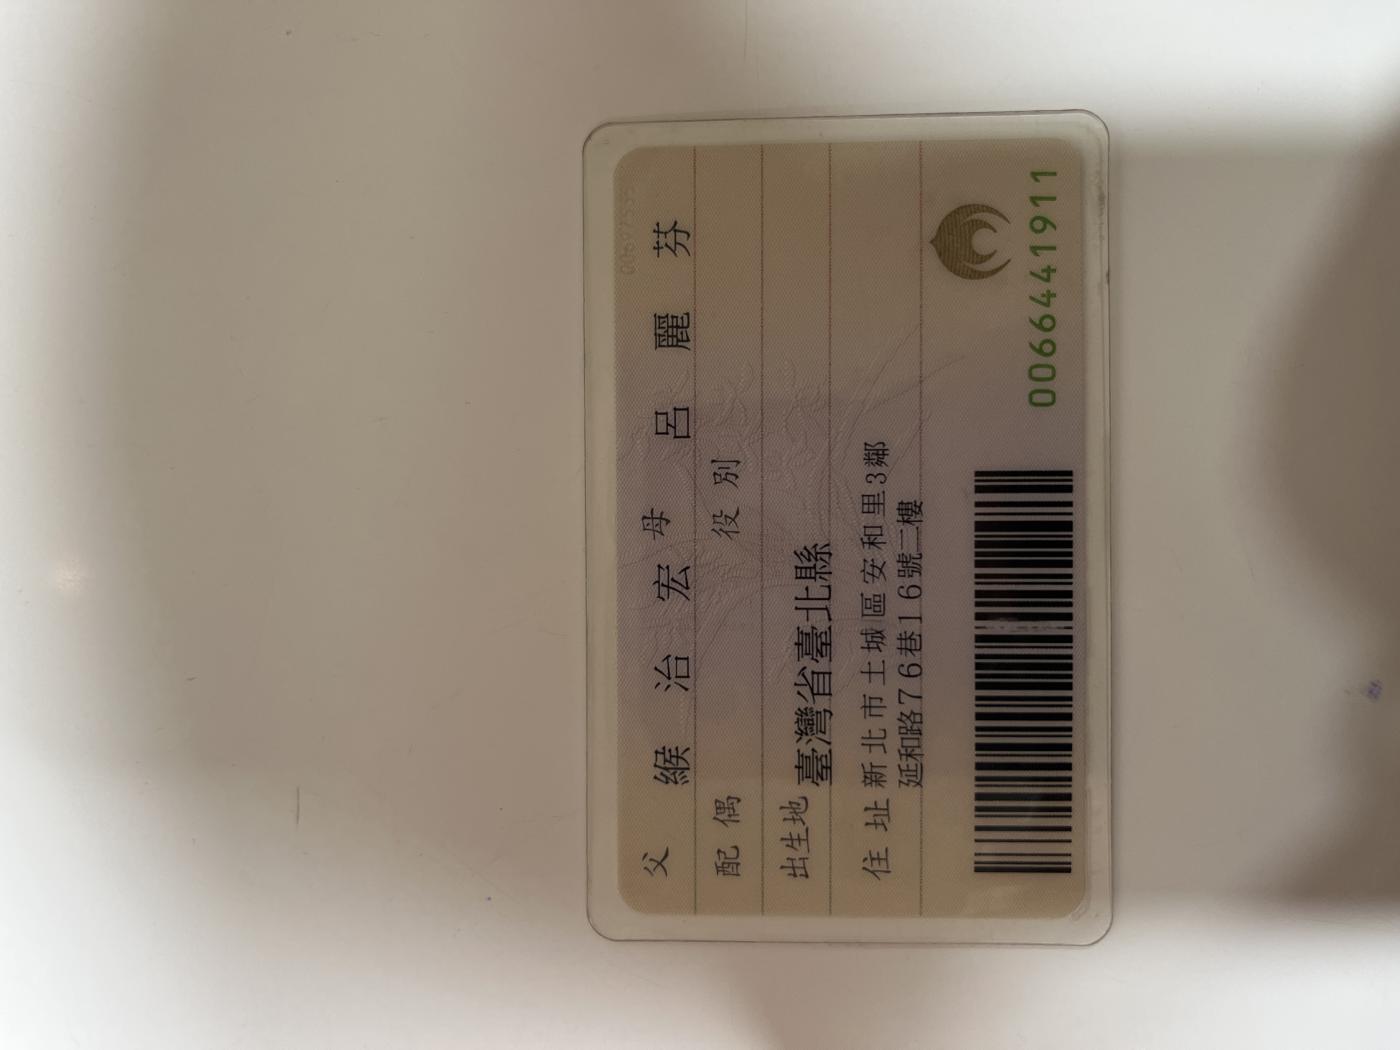 父 緱治宏 母 呂麗芬
配偶 役別
出生地 臺灣省臺北縣
住址 新北市土城區安和里3鄰
延和路76巷16號二樓
0066441911